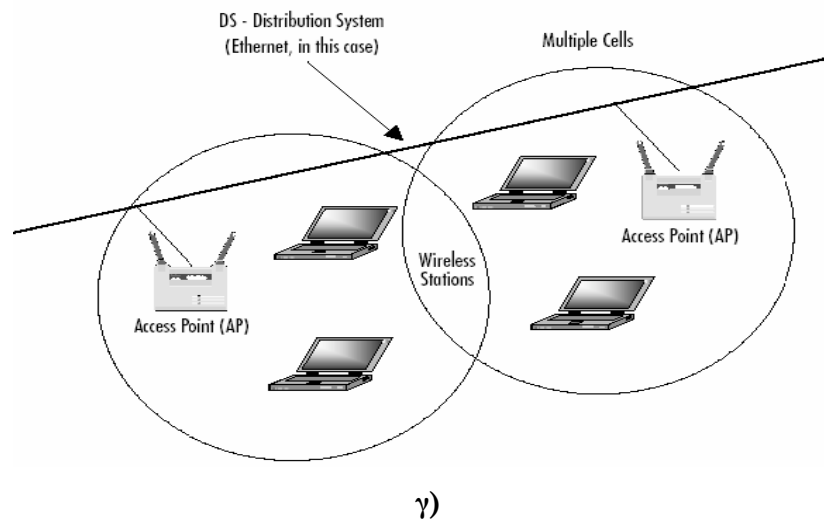 DS - Distribution System
(Ethernet, in this case)
Multiple Cells
Access Point (AP)
Wireless
Stations
Access Point (AP)
γ)